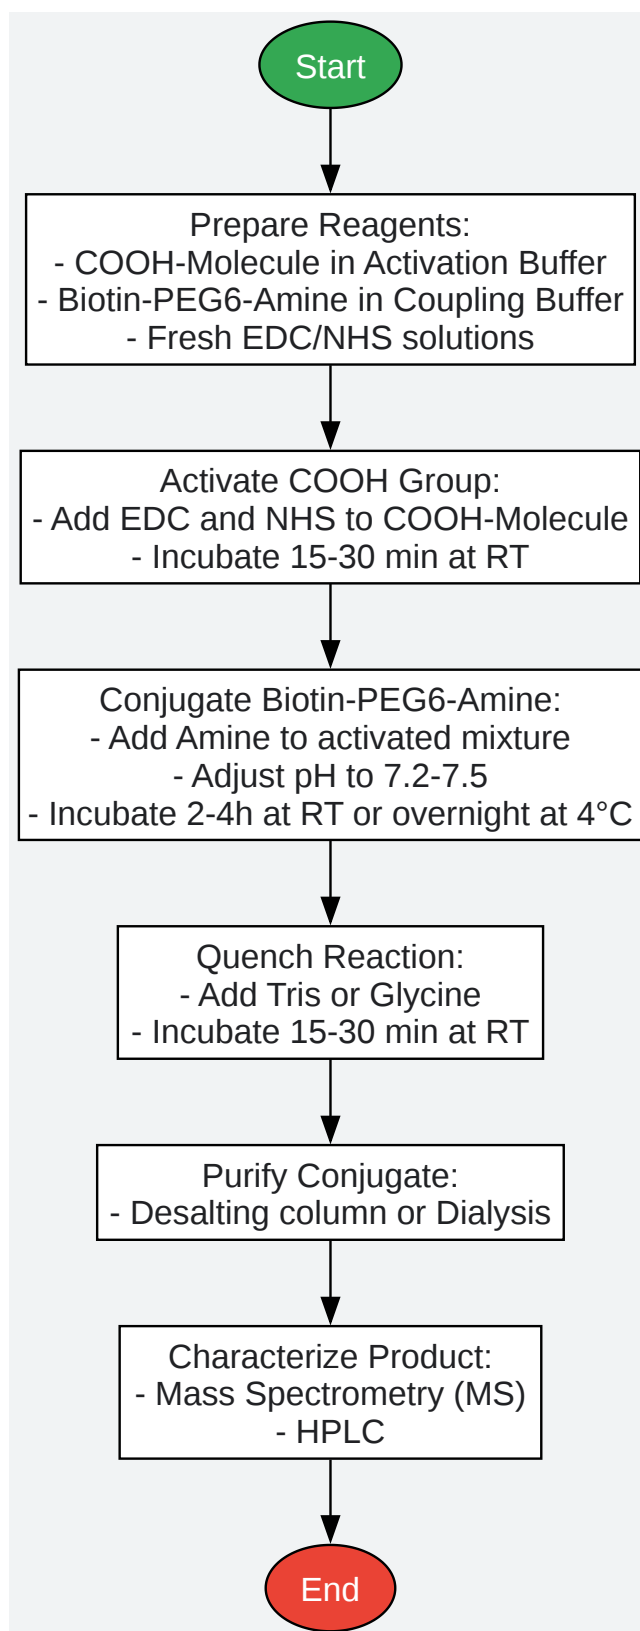 Start
Prepare Reagents:
- COOH-Molecule in Activation Buffer
- Biotin-PEG6-Amine in Coupling Buffer
- Fresh EDC/NHS solutions
Activate COOH Group:
- Add EDC and NHS to COOH-Molecule
- Incubate 15-30 min at RT
Conjugate Biotin-PEG6-Amine:
- Add Amine to activated mixture
- Adjust pH to 7.2-7.5
- Incubate 2-4h at RT or overnight at 4°C
Quench Reaction:
- Add Tris or Glycine
- Incubate 15-30 min at RT
Purify Conjugate:
- Desalting column or Dialysis
Characterize Product:
- Mass Spectrometry (MS)
- HPLC
End